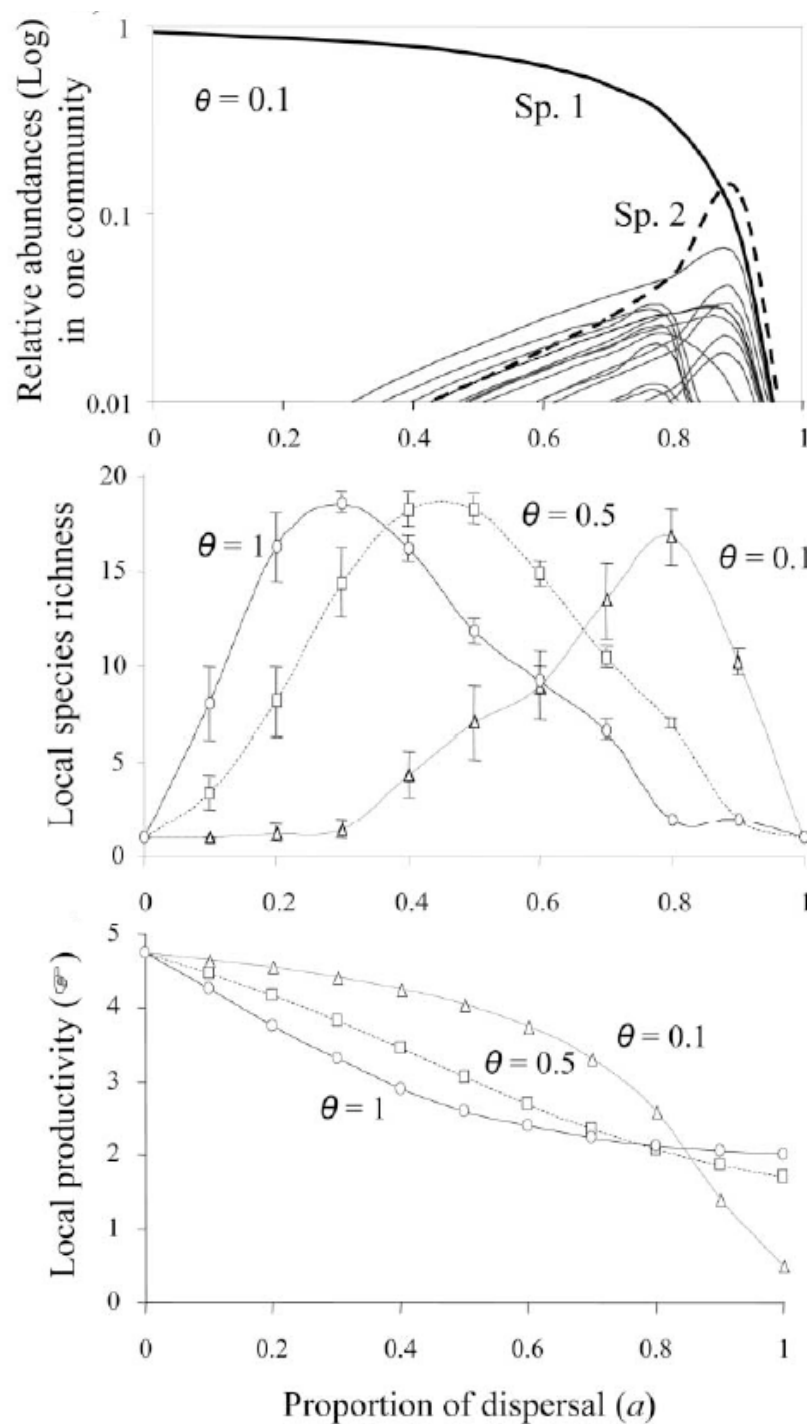 Relative abundances (Log)
in one community
1
0.1
0.01
θ = 0.1
Sp. 1
Sp. 2
0 0.2 0.4 0.6 0.8 1
Local species richness
20
15
10
5
0
θ = 1
θ = 0.5
θ = 0.1
0 0.2 0.4 0.6 0.8 1
Local productivity ()
5
4
3
2
1
0
θ = 0.1
θ = 0.5
θ = 1
0 0.2 0.4 0.6 0.8 1
Proportion of dispersal (a)